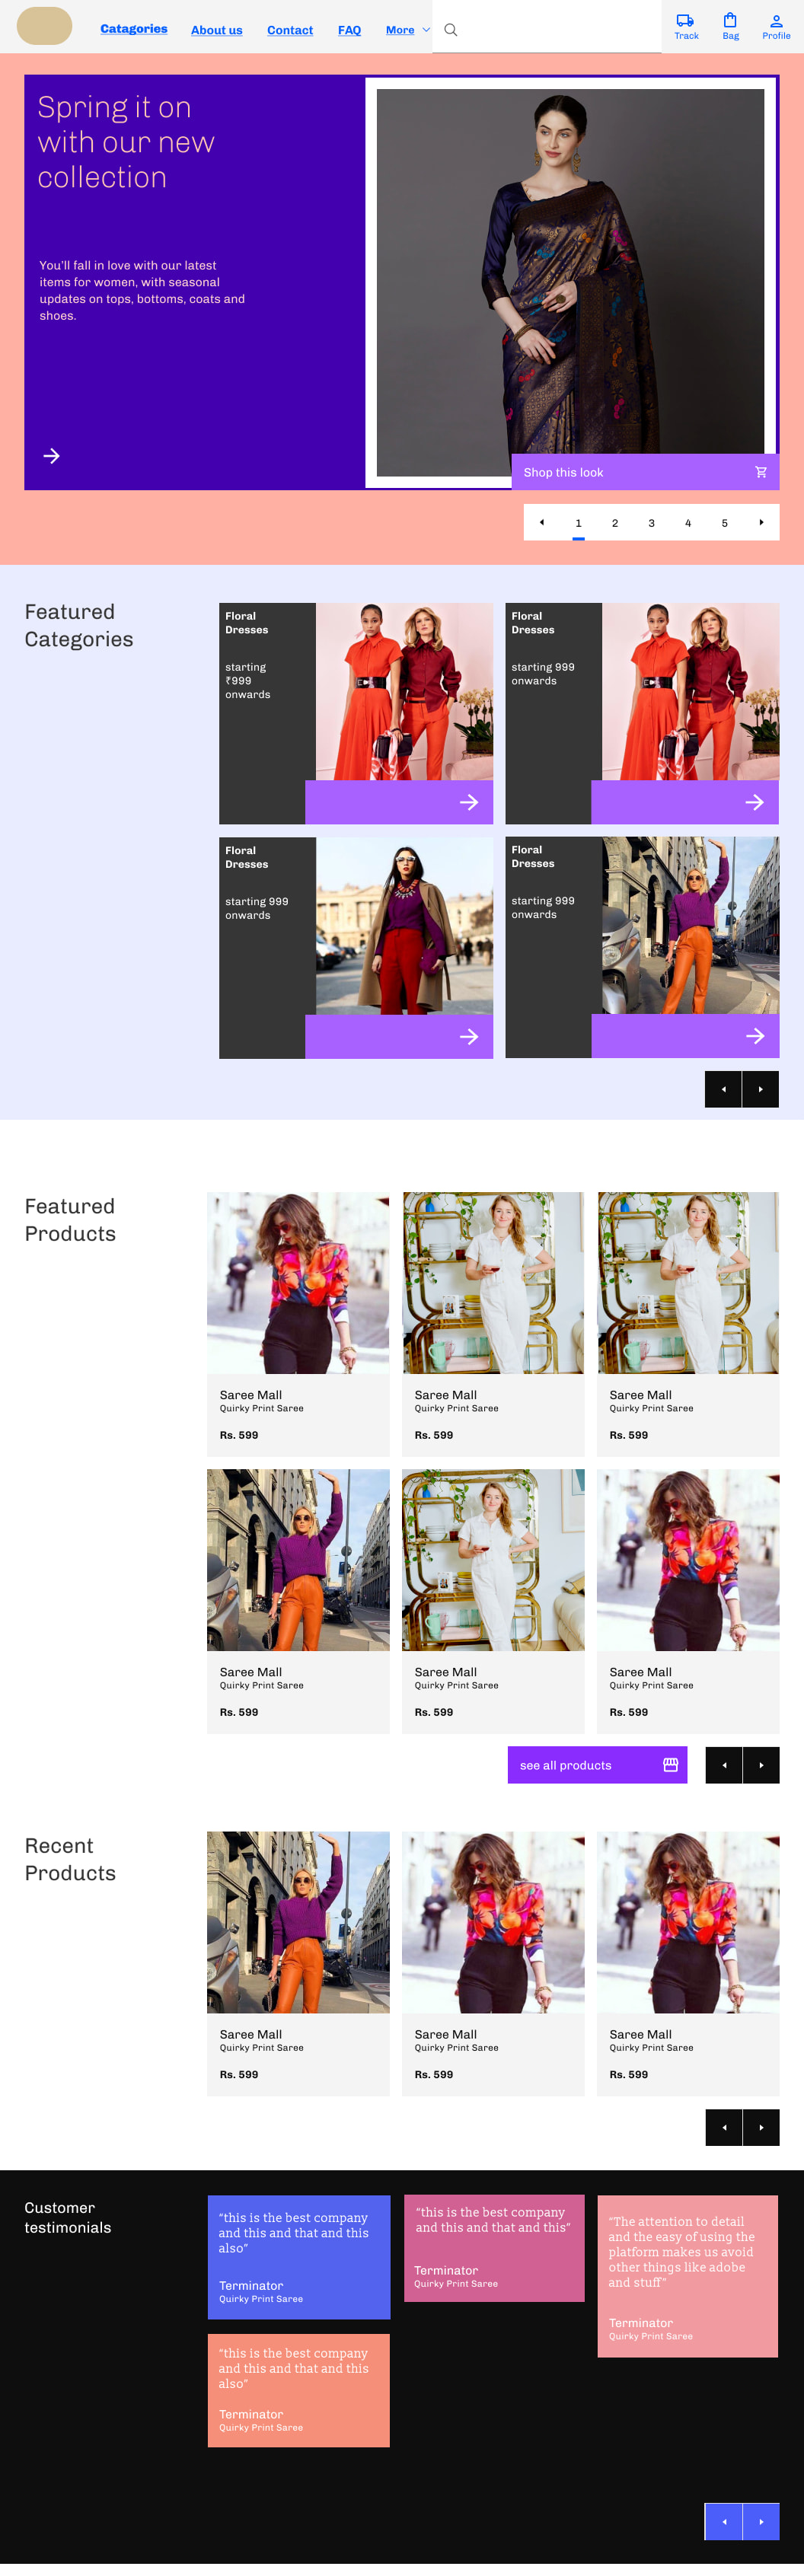 Catagories
About us
Contact
FAQ
More
Track
Bag
Profile
Spring it on
with our new
collection
You'll fall in love with our latest
items for women, with seasonal
updates on tops, bottoms, coats and
shoes.
Shop this look
1 2 3 4 5
Featured
Categories
Floral
Dresses
starting
₹999
onwards
Floral
Dresses
starting 999
onwards
Floral
Dresses
starting 999
onwards
Floral
Dresses
starting 999
onwards
Featured
Products
Saree Mall
Quirky Print Saree
Rs. 599
Saree Mall
Quirky Print Saree
Rs. 599
Saree Mall
Quirky Print Saree
Rs. 599
Saree Mall
Quirky Print Saree
Rs. 599
Saree Mall
Quirky Print Saree
Rs. 599
Saree Mall
Quirky Print Saree
Rs. 599
see all products
Recent
Products
Saree Mall
Quirky Print Saree
Rs. 599
Saree Mall
Quirky Print Saree
Rs. 599
Saree Mall
Quirky Print Saree
Rs. 599
Customer
testimonials
"this is the best company
and this and that and this
also"
Terminator
Quirky Print Saree
"this is the best company
and this and that and this"
Terminator
Quirky Print Saree
"The attention to detail
and the easy of using the
platform makes us avoid
other things like adobe
and stuff"
Terminator
Quirky Print Saree
"this is the best company
and this and that and this
also"
Terminator
Quirky Print Saree